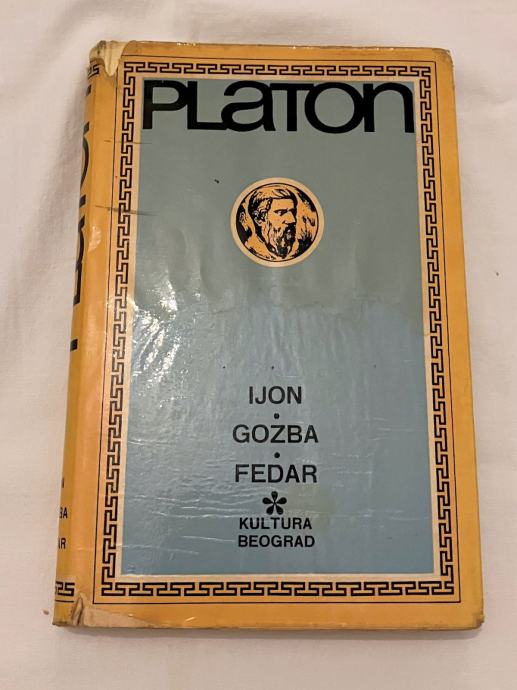 PLATON
IJON
•
GOZBA
•
FEDAR
*
KULTURA
BEOGRAD